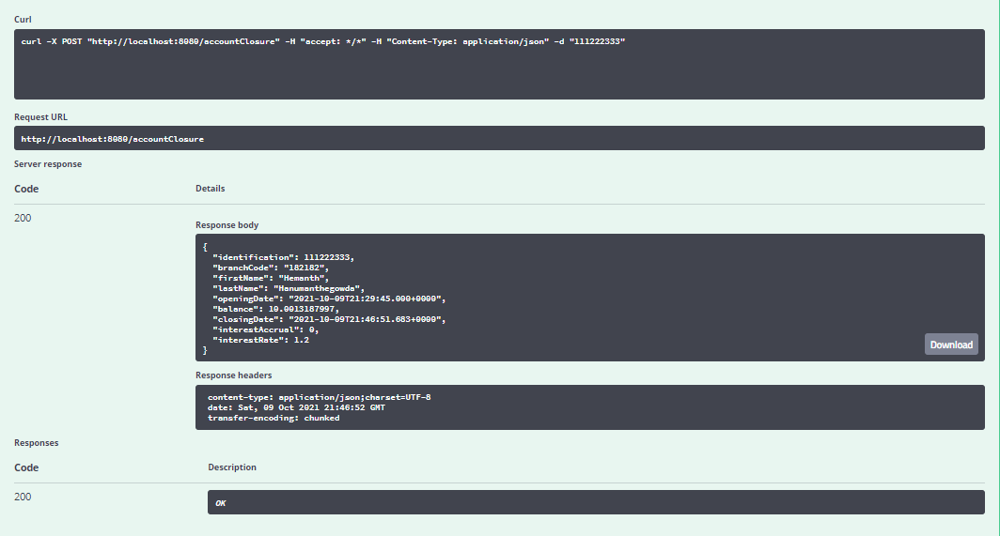 Curl
curl -X POST "http://localhost:8080/accountClosure" -H "accept: */*" -H "Content-Type: application/json" -d "111222333"
Request URL
http://localhost:8080/accountClosure
Server response
Code Details
200
Response body
{
"identification": 111222333,
"branchCode": "182182",
"firstName": "Hemanth",
"lastName": "Hanumanthegowda",
"openingDate": "2021-10-09T21:29:45.000+0000",
"balance": 10.0013187997,
"closingDate": "2021-10-09T21:46:51.683+0000",
"interestAccrual": 0,
"interestRate": 1.2
}
Download
Response headers
content-type: application/json;charset=UTF-8
date: Sat, 09 Oct 2021 21:46:52 GMT
transfer-encoding: chunked
Responses
Code Description
200
OK